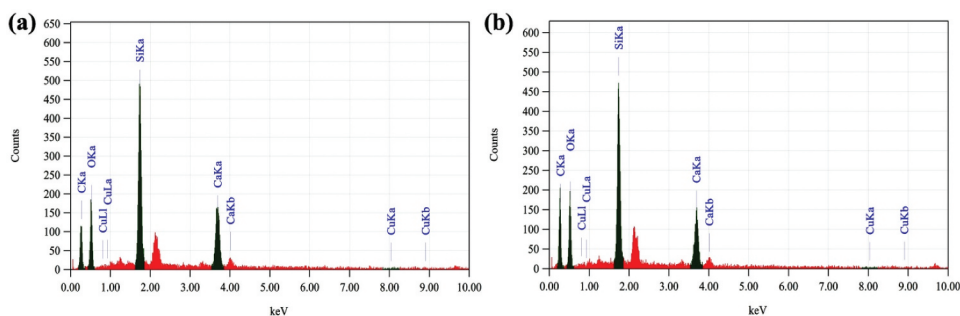 (a)
650
600
550
500
450
400
350
300
250
200
150
100
50
0
Counts
CKa
OKa
CuLl
CuLa
SiKa
CaKa
CaKb
CuKa
CuKb
0.00 1.00 2.00 3.00 4.00 5.00 6.00 7.00 8.00 9.00 10.00
keV
(b)
600
550
500
450
400
350
300
250
200
150
100
50
0
Counts
CKa
OKa
CuLl
CuLa
SiKa
CaKa
CaKb
CuKa
CuKb
0.00 1.00 2.00 3.00 4.00 5.00 6.00 7.00 8.00 9.00 10.00
keV